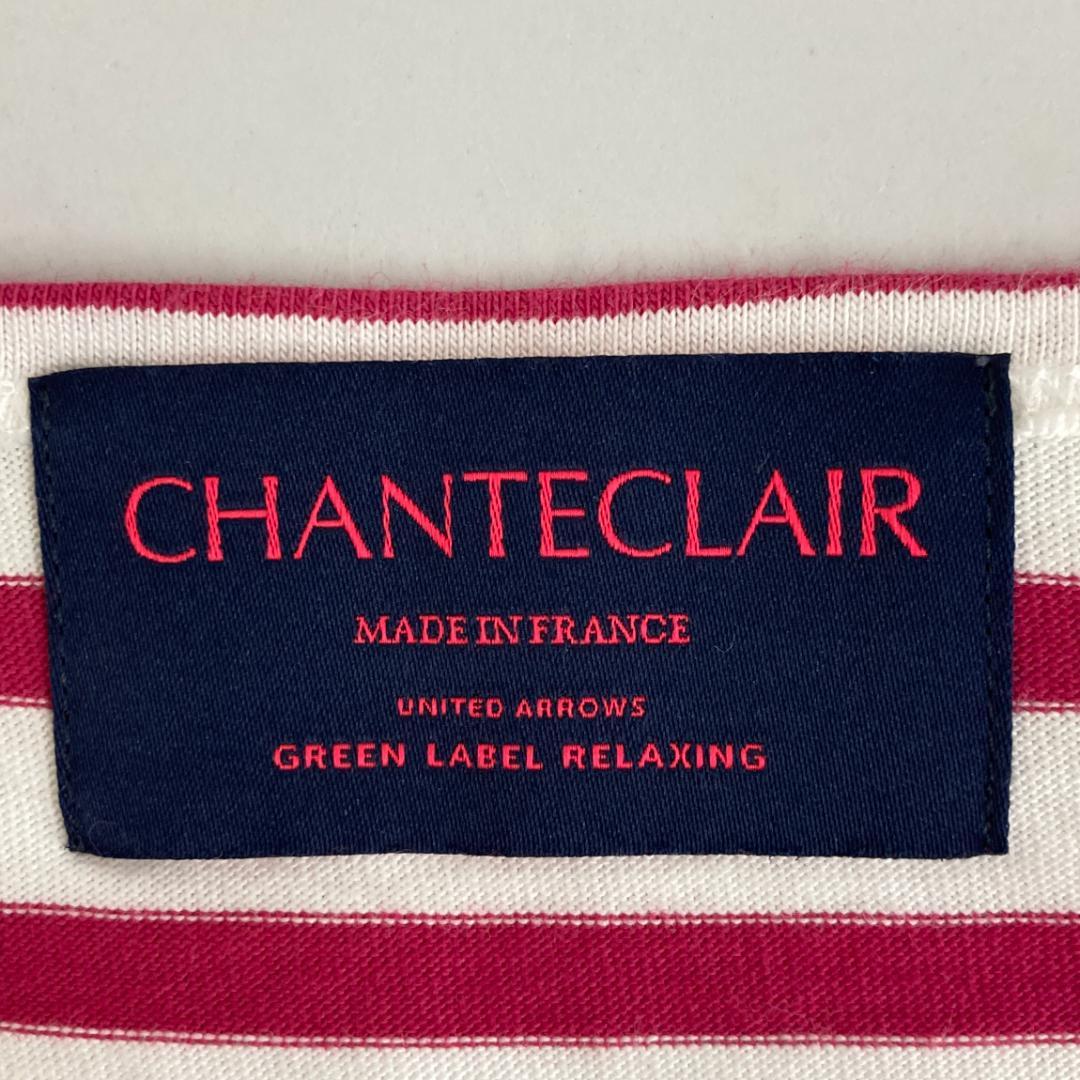 CHANTECLAIR
MADE IN FRANCE
UNITED ARROWS
GREEN LABEL RELAXING